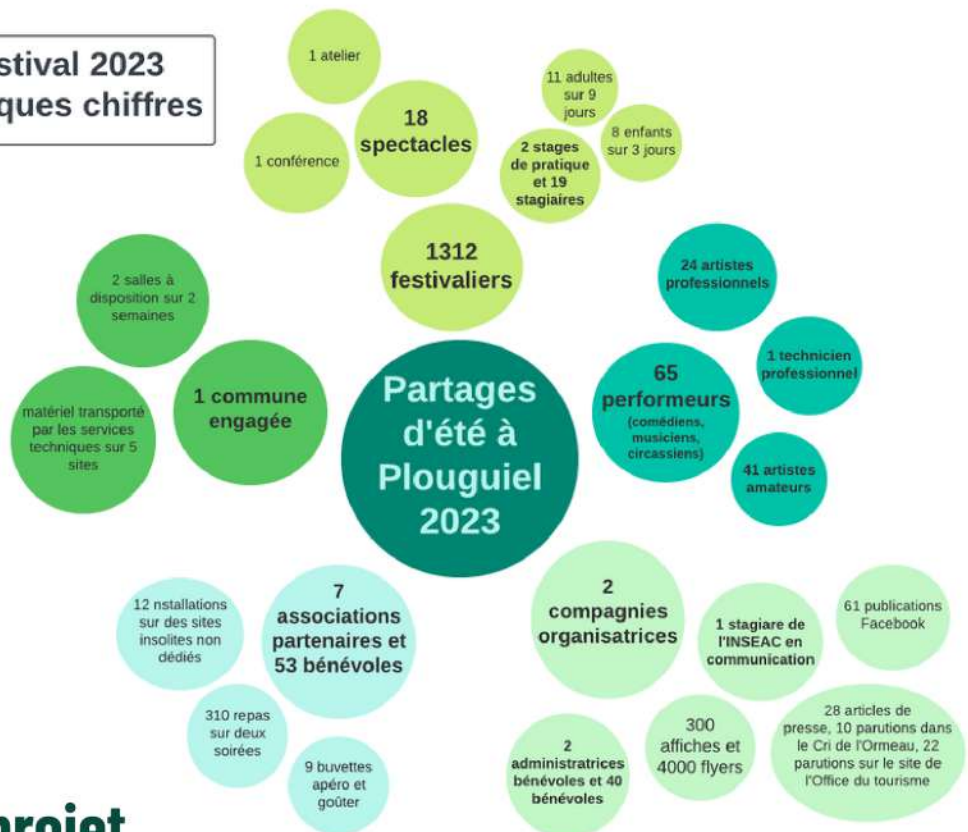 stival 2023
ques chiffres
1 atelier
18
spectacles
1 conférence
11 adultes
sur 9
jours
8 enfants
sur 3 jours
2 stages
de pratique
et 19
stagiaires
1312
festivaliers
2 salles à
disposition sur 2
semaines
matériel transporté
par les services
techniques sur 5
sites
1 commune
engagée
Partages
d'été à
Plouguiel
2023
24 artistes
professionnels
1 technicien
professionnel
65
performeurs
(comédiens,
musiciens,
circassiens)
41 artistes
amateurs
12 nstallations
sur des sites
insolites non
dédiés
7
associations
partenaires et
53 bénévoles
310 repas
sur deux
soirées
9 buvettes
apéro et
goûter
2
compagnies
organisatrices
1 stagiare de
l'INSEAC en
communication
61 publications
Facebook
2
administratrices
bénévoles et 40
bénévoles
300
affiches et
4000 flyers
28 articles de
presse, 10 parutions dans
le Cri de l'Ormeau, 22
parutions sur le site de
l'Office du tourisme
projet